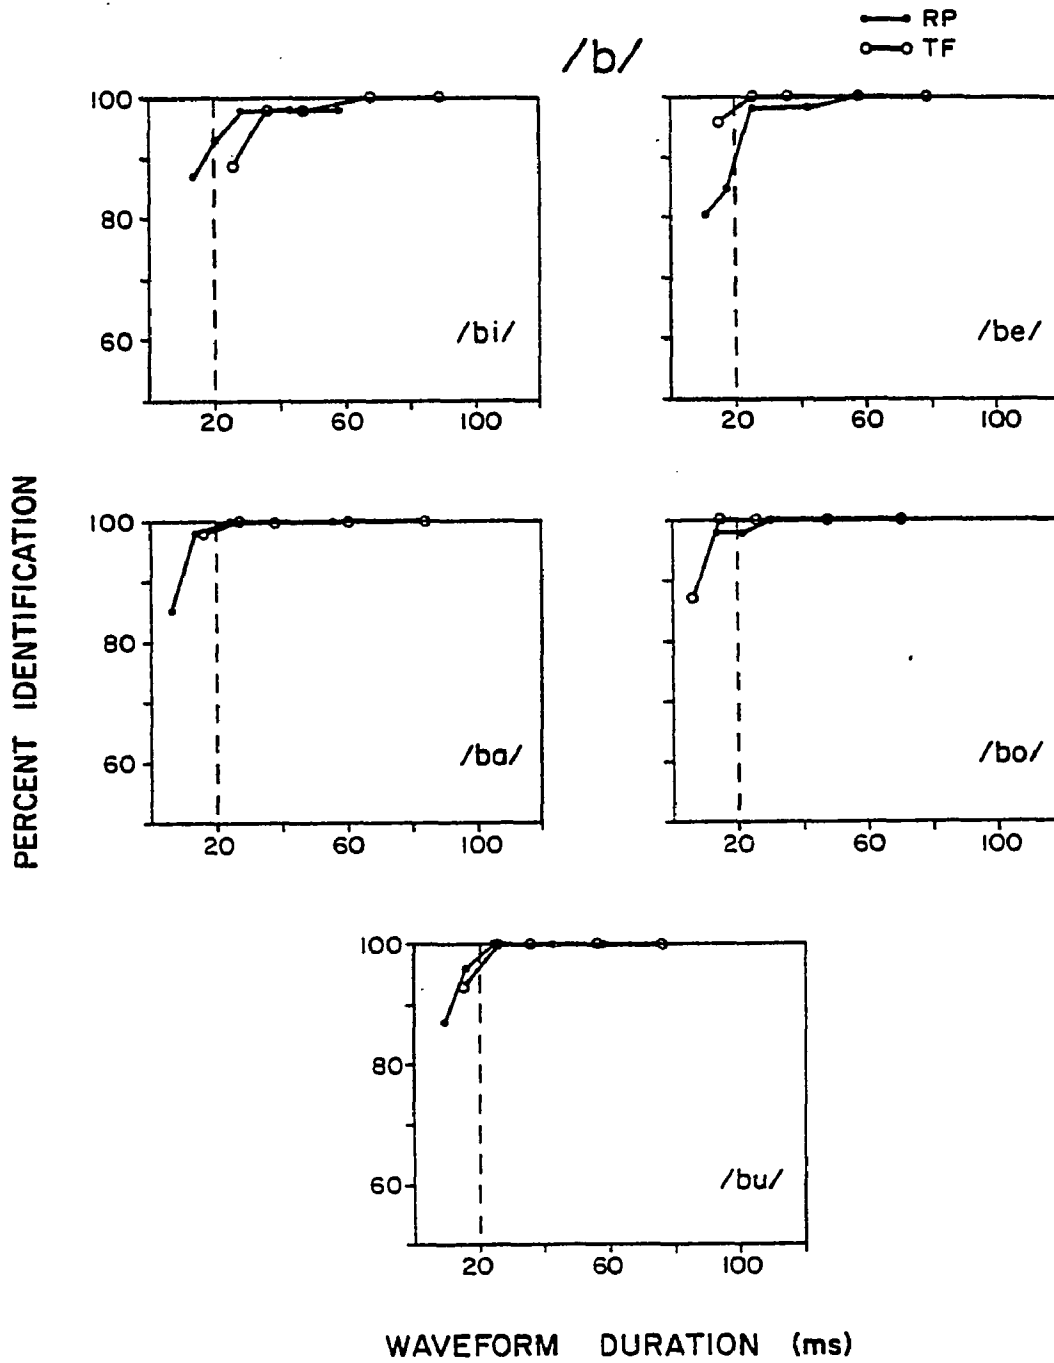 RP
TF
/b/
100
80
60
/bi/
20 60 100
/be/
20 60 100
PERCENT IDENTIFICATION
100
80
60
/ba/
20 60 100
/bo/
20 60 100
100
80
60
/bu/
20 60 100
WAVEFORM DURATION (ms)